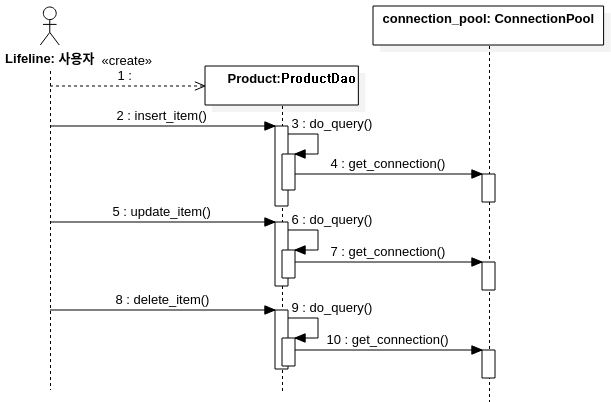 connection_pool: ConnectionPool
Lifeline: 사용자
«create»
1 :
Product:ProductDao
2 : insert_item()
3 : do_query()
4 : get_connection()
5 : update_item()
6 : do_query()
7 : get_connection()
8 : delete_item()
9 : do_query()
10 : get_connection()